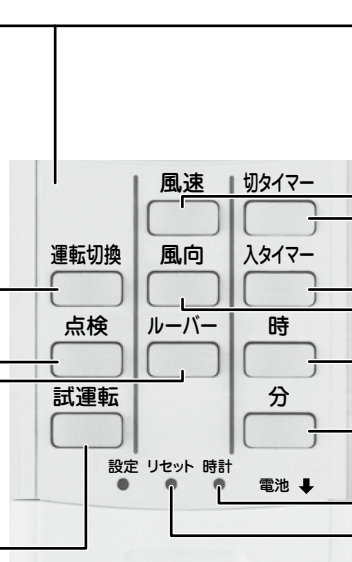 風速 切タイマー
運転切換 風向 入タイマー
点検 ルーバー 時
試運転 分
設定 リセット 時計
電池 ⬇